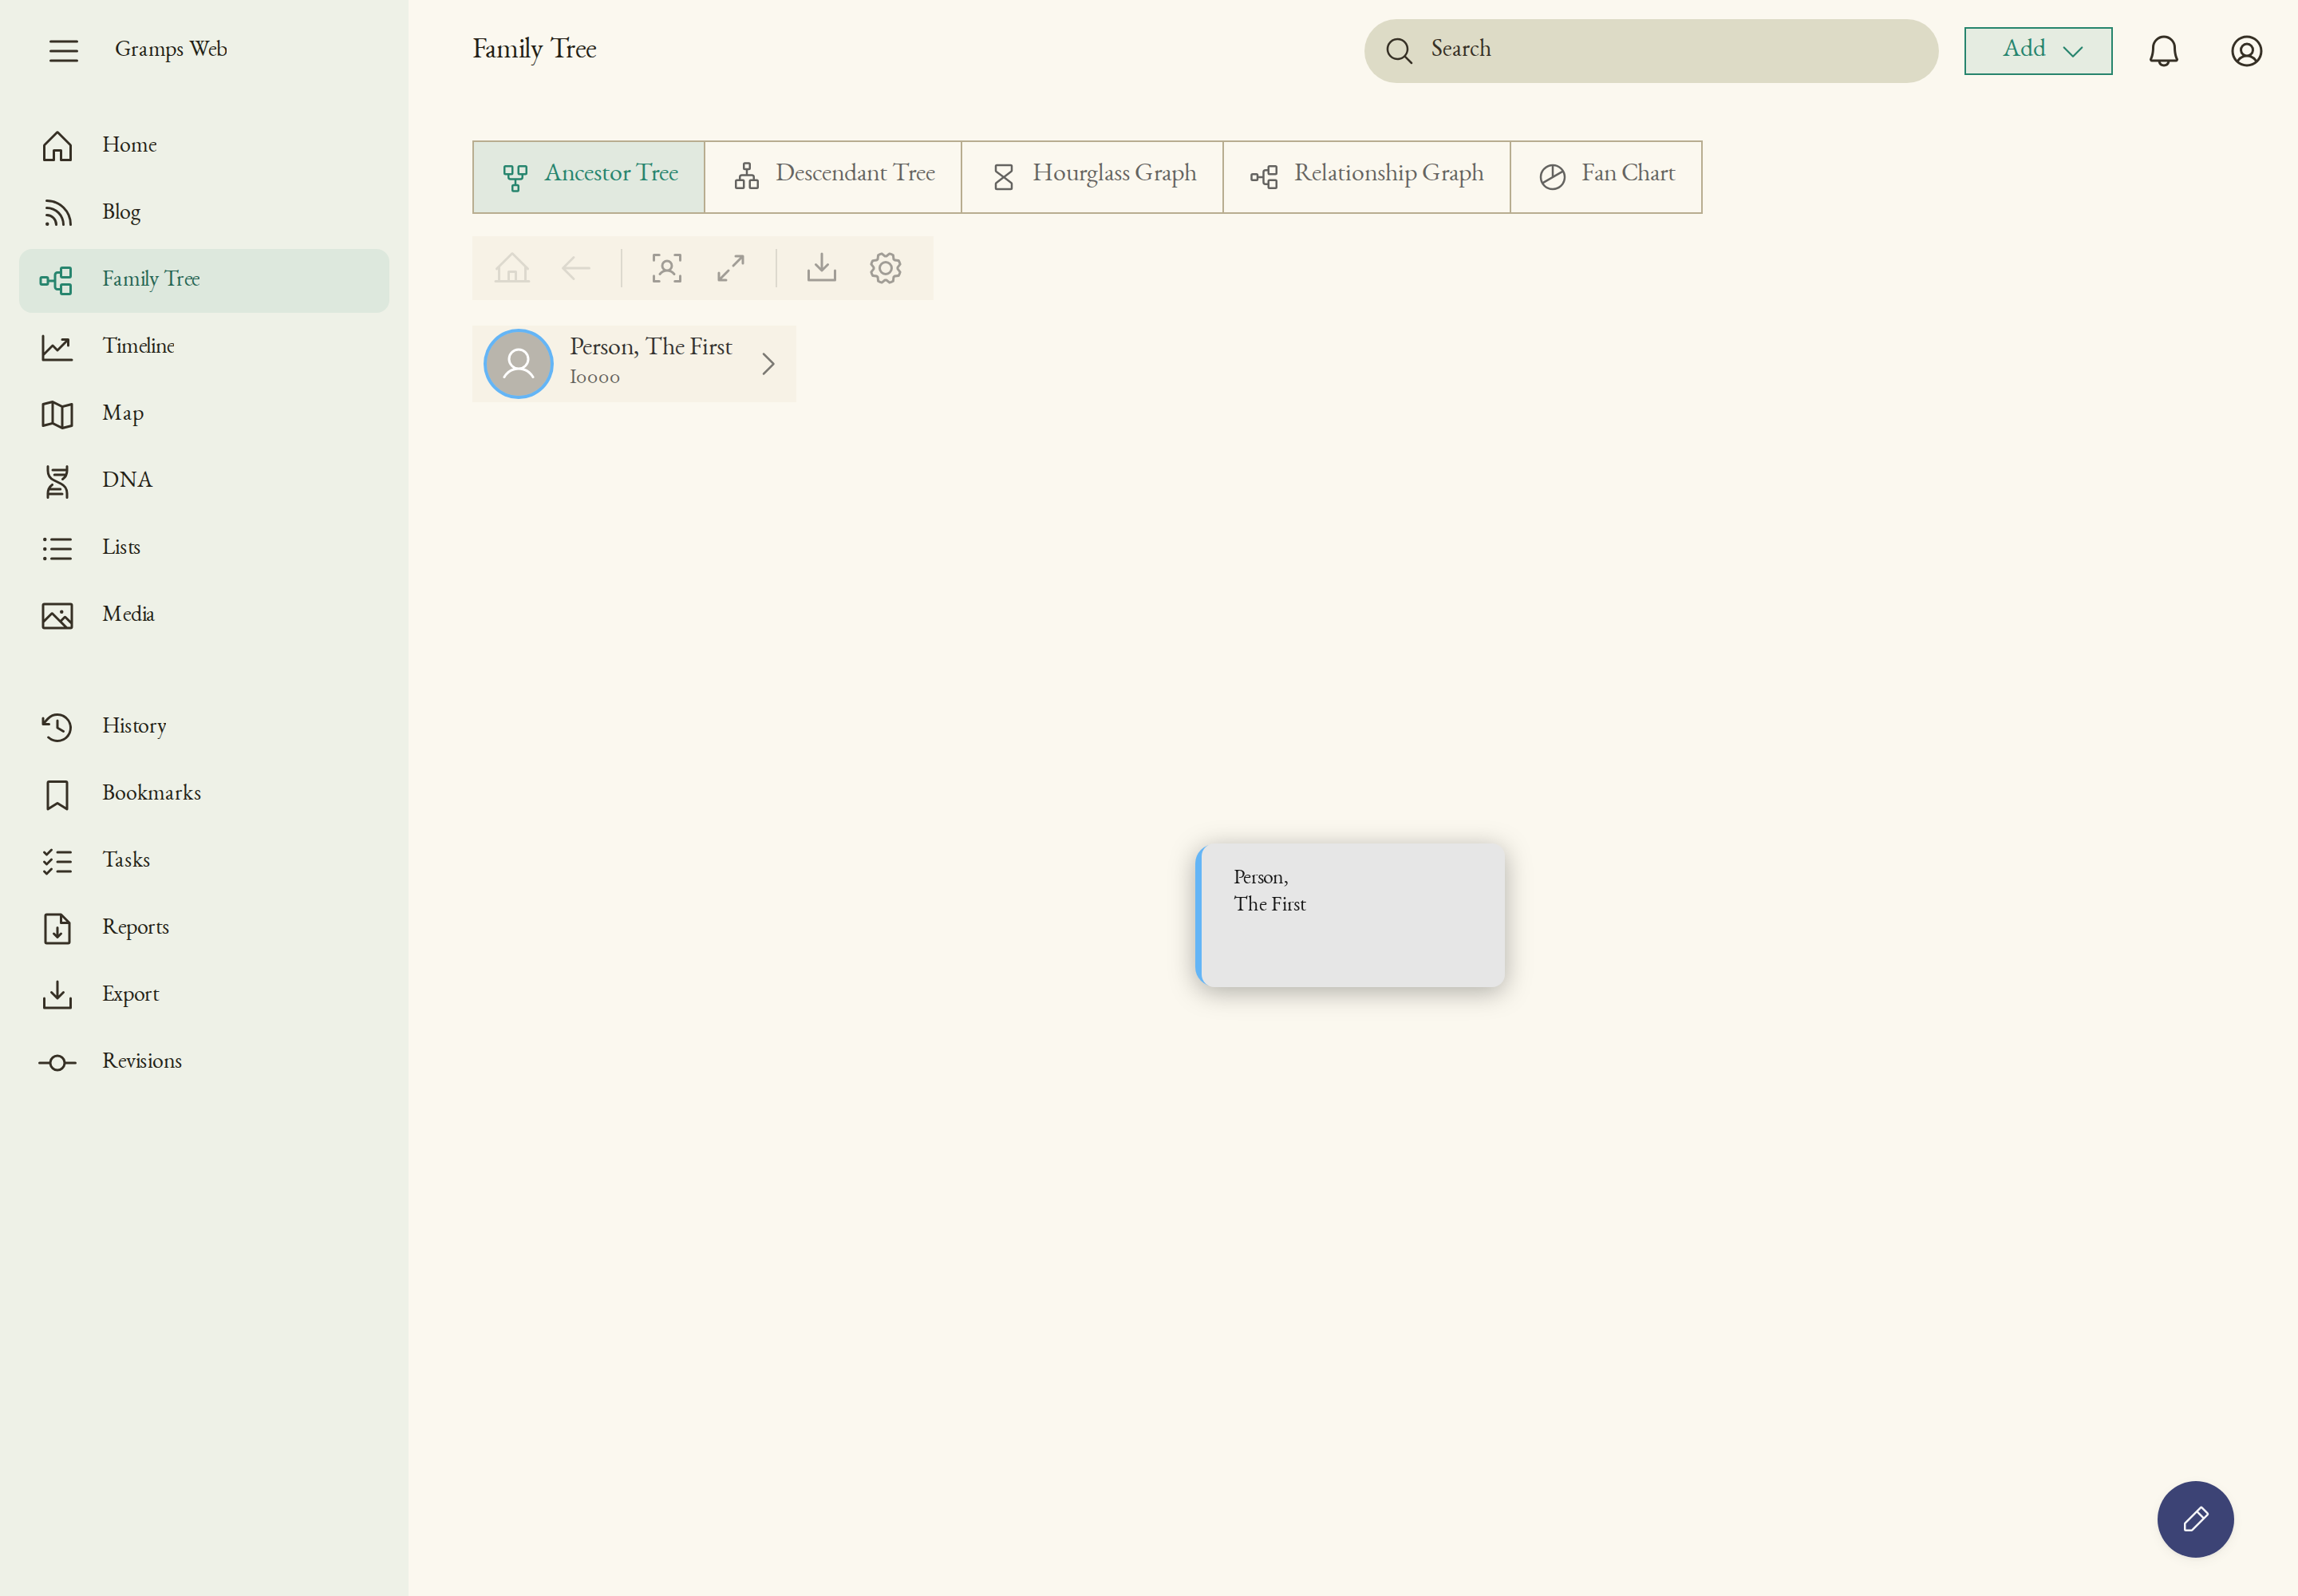 Gramps Web
Family Tree
Search
Add
Home
Blog
Family Tree
Timeline
Map
DNA
Lists
Media
History
Bookmarks
Tasks
Reports
Export
Revisions
Ancestor Tree
Descendant Tree
Hourglass Graph
Relationship Graph
Fan Chart
Person, The First
I0000
Person,
The First